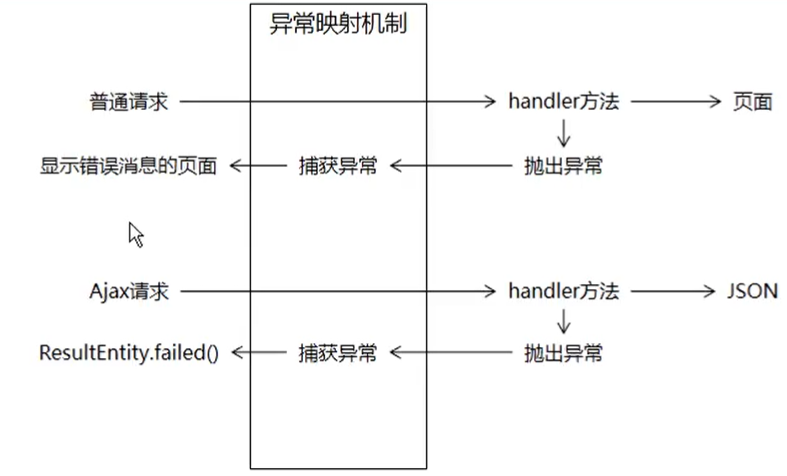 异常映射机制
普通请求 handler方法 页面
显示错误消息的页面 捕获异常 抛出异常
Ajax请求 handler方法 JSON
ResultEntity.failed() 捕获异常 抛出异常